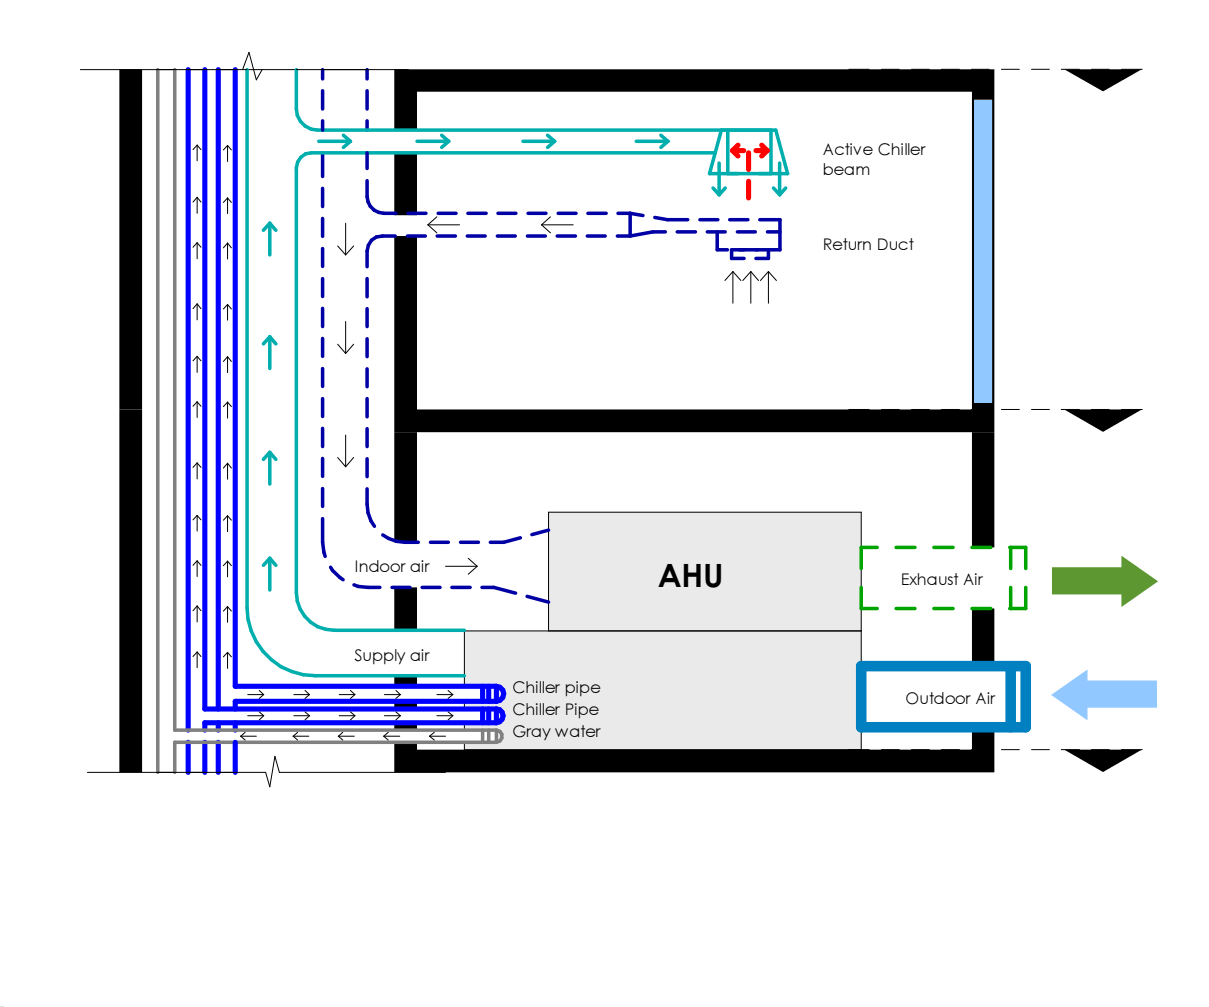 Active Chiller
beam
Return Duct
Indoor air
AHU
Exhaust Air
Supply air
Chiller pipe
Chiller Pipe
Gray water
Outdoor Air